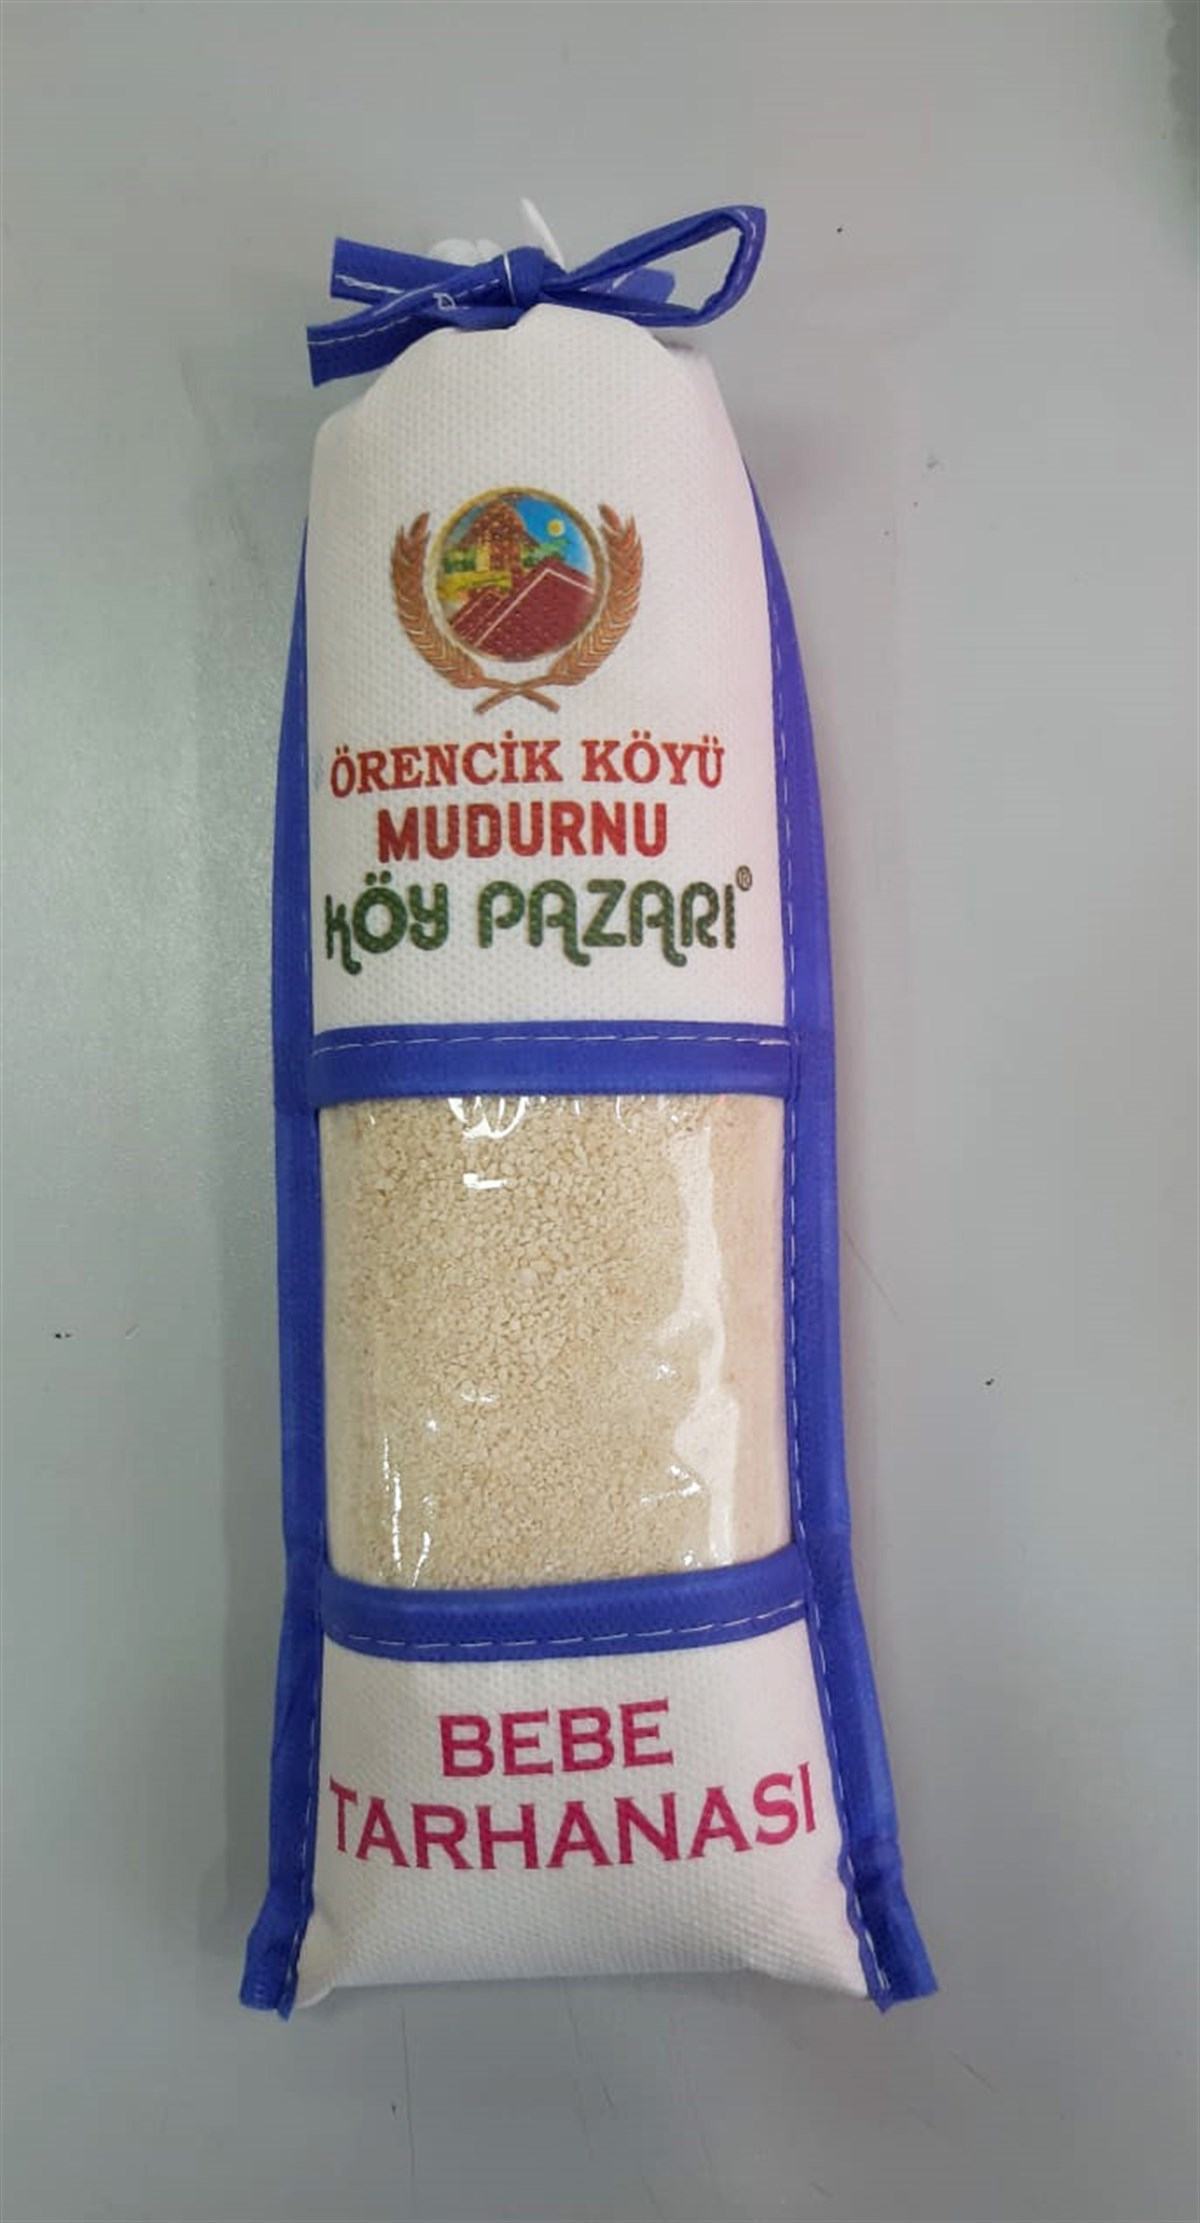 ÖRENCİK KÖYÜ
MUDURNU
KÖY PAZARI®
BEBE
TARHANASI